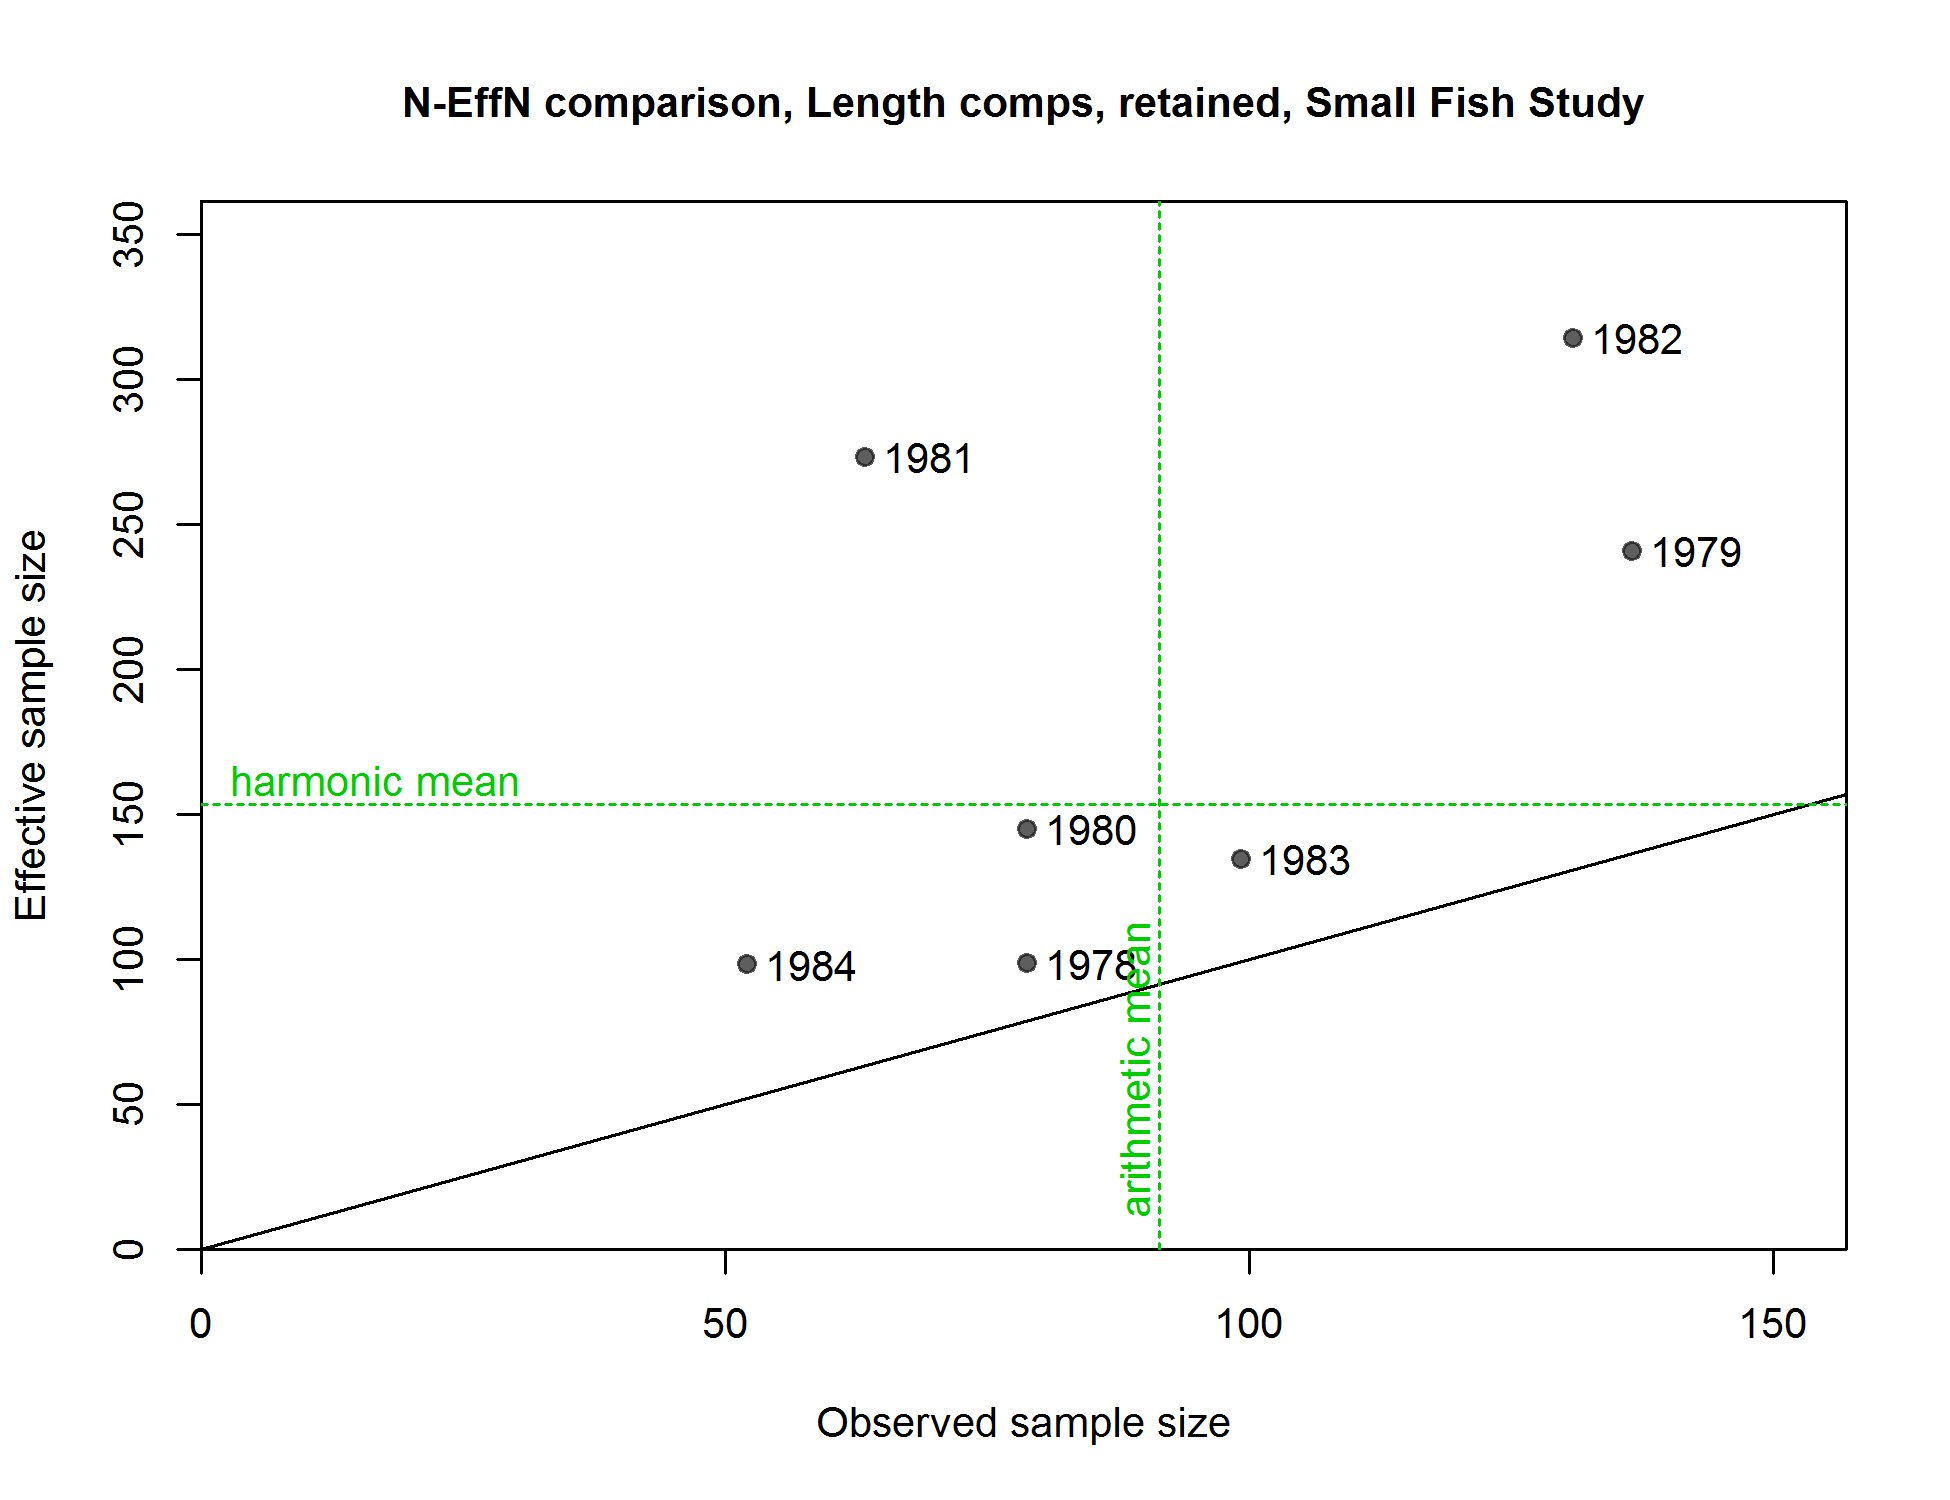 N-EffN comparison, Length comps, retained, Small Fish Study
Effective sample size
350
300
250
200
150
100
50
0
1982
1981
1979
harmonic mean
1980
1983
1984
1978
arithmetic mean
0 50 100 150
Observed sample size